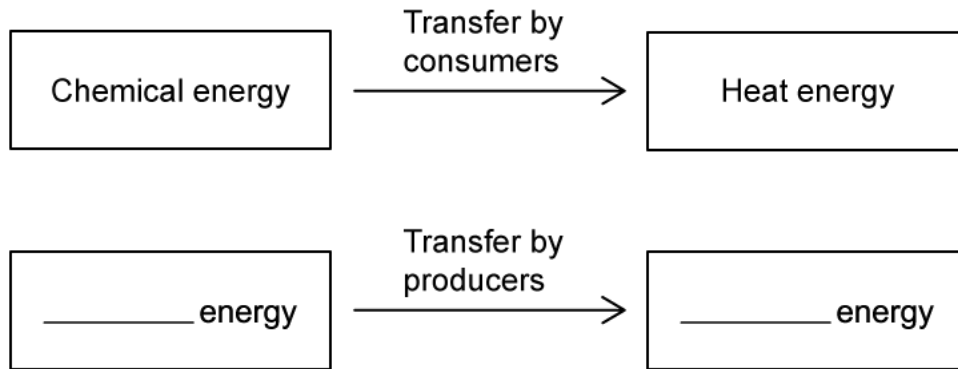 Transfer by
consumers
Chemical energy
Heat energy
Transfer by
producers
_________ energy
_________ energy